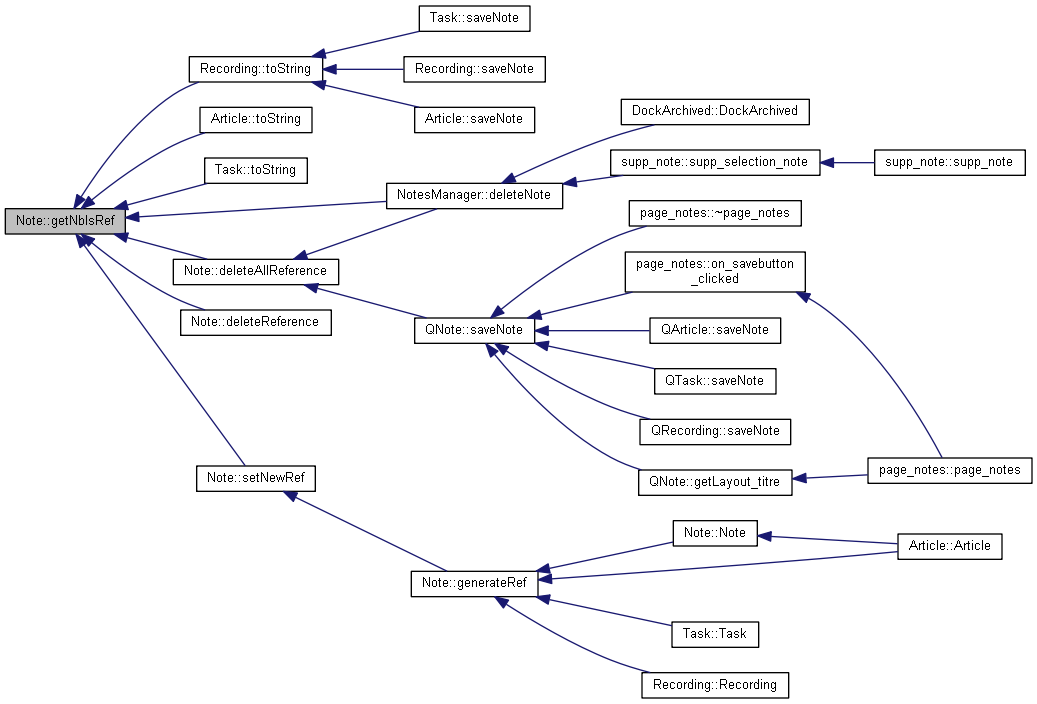 Task::saveNote
Recording::toString
Recording::saveNote
Article::toString
Article::saveNote
DockArchived::DockArchived
Task::toString
supp_note::supp_selection_note
supp_note::supp_note
NotesManager::deleteNote
Note::getNbIsRef
page_notes::~page_notes
Note::deleteAllReference
page_notes::on_savebutton
_clicked
Note::deleteReference
QNote::saveNote
QArticle::saveNote
QTask::saveNote
QRecording::saveNote
Note::setNewRef
QNote::getLayout_titre
page_notes::page_notes
Note::Note
Article::Article
Note::generateRef
Task::Task
Recording::Recording